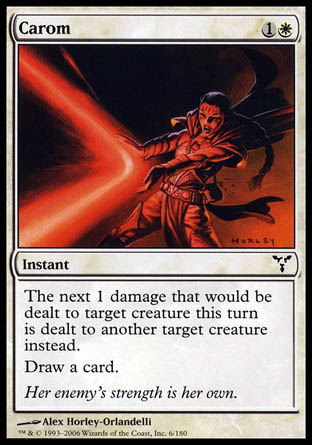 Carom 1
HORLEY
Instant
The next 1 damage that would be
dealt to target creature this turn
is dealt to another target creature
instead.
Draw a card.
Her enemy's strength is her own.
Alex Horley-Orlandelli
™ & © 1993–2006 Wizards of the Coast, Inc. 6/180